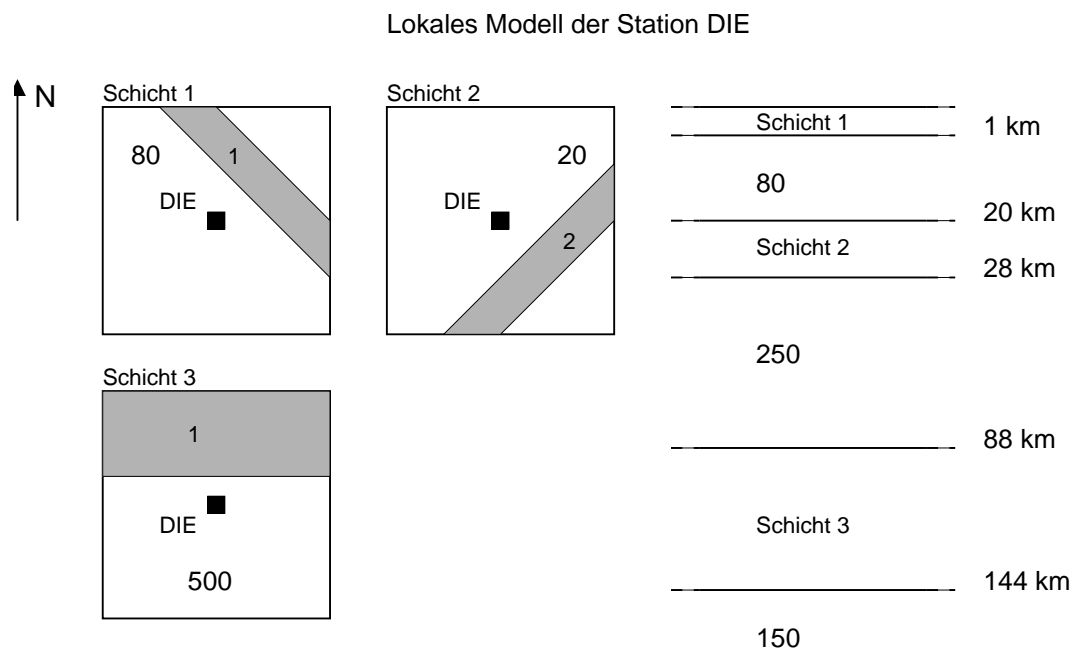 Lokales Modell der Station DIE
N
Schicht 1
80
1
DIE
Schicht 2
20
DIE
2
Schicht 1
1 km
80
20 km
Schicht 2
28 km
250
88 km
Schicht 3
144 km
150
Schicht 3
1
DIE
500